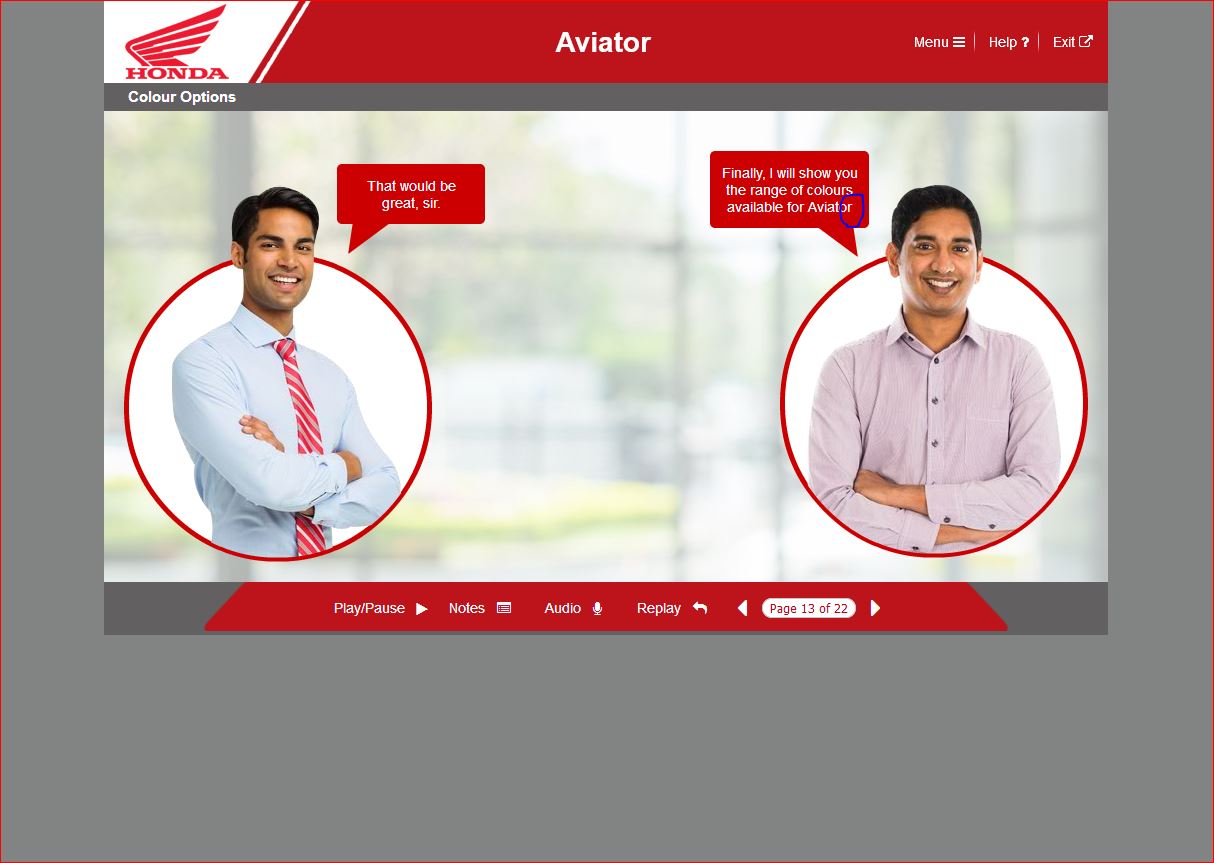 HONDA
Aviator
Menu
Help ?
Exit
Colour Options
That would be
great, sir.
Finally, I will show you
the range of colours
available for Aviator
Play/Pause
Notes
Audio
Replay
Page 13 of 22